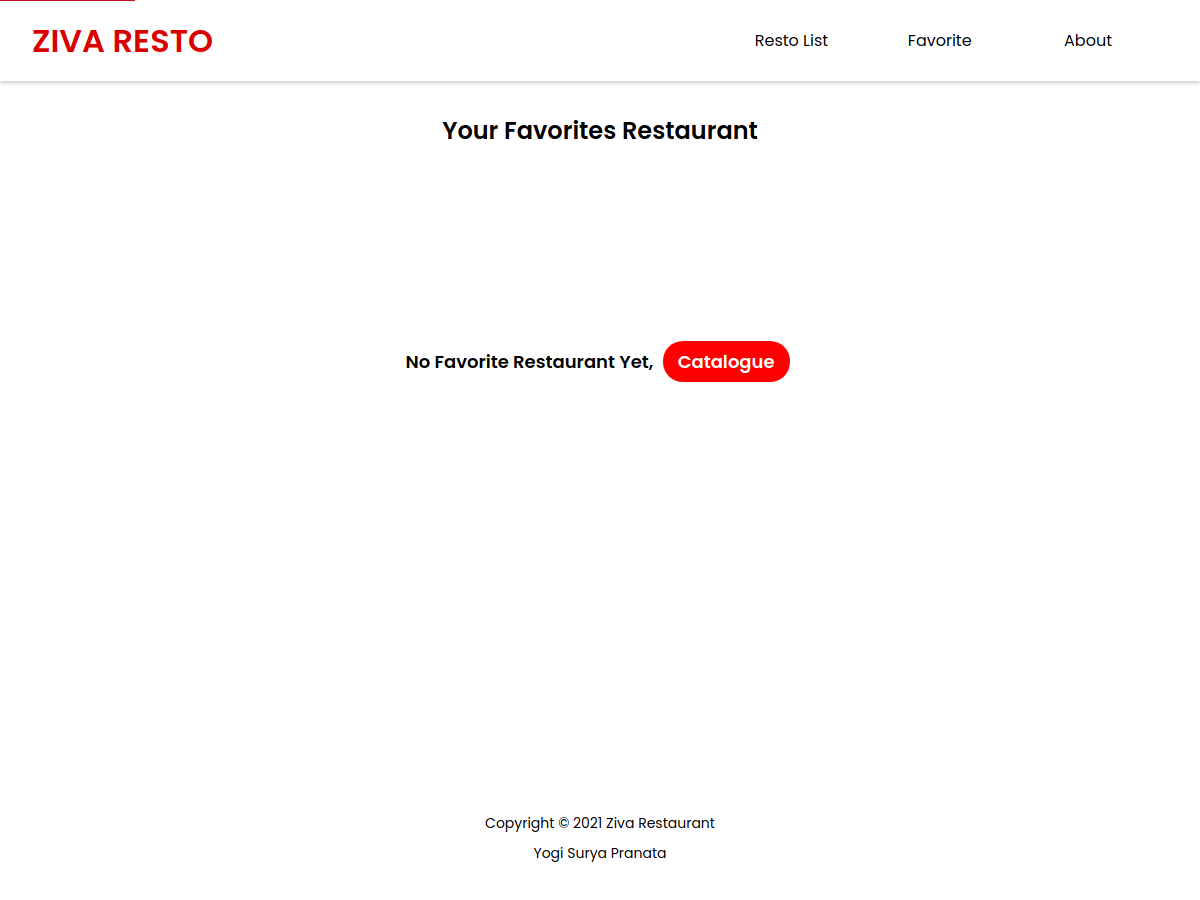 ZIVA RESTO
Resto List
Favorite
About
Your Favorites Restaurant
No Favorite Restaurant Yet, Catalogue
Copyright © 2021 Ziva Restaurant
Yogi Surya Pranata